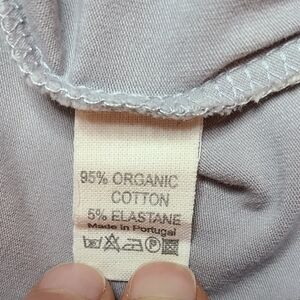 95% ORGANIC
COTTON
5% ELASTANE
Made in Portugal